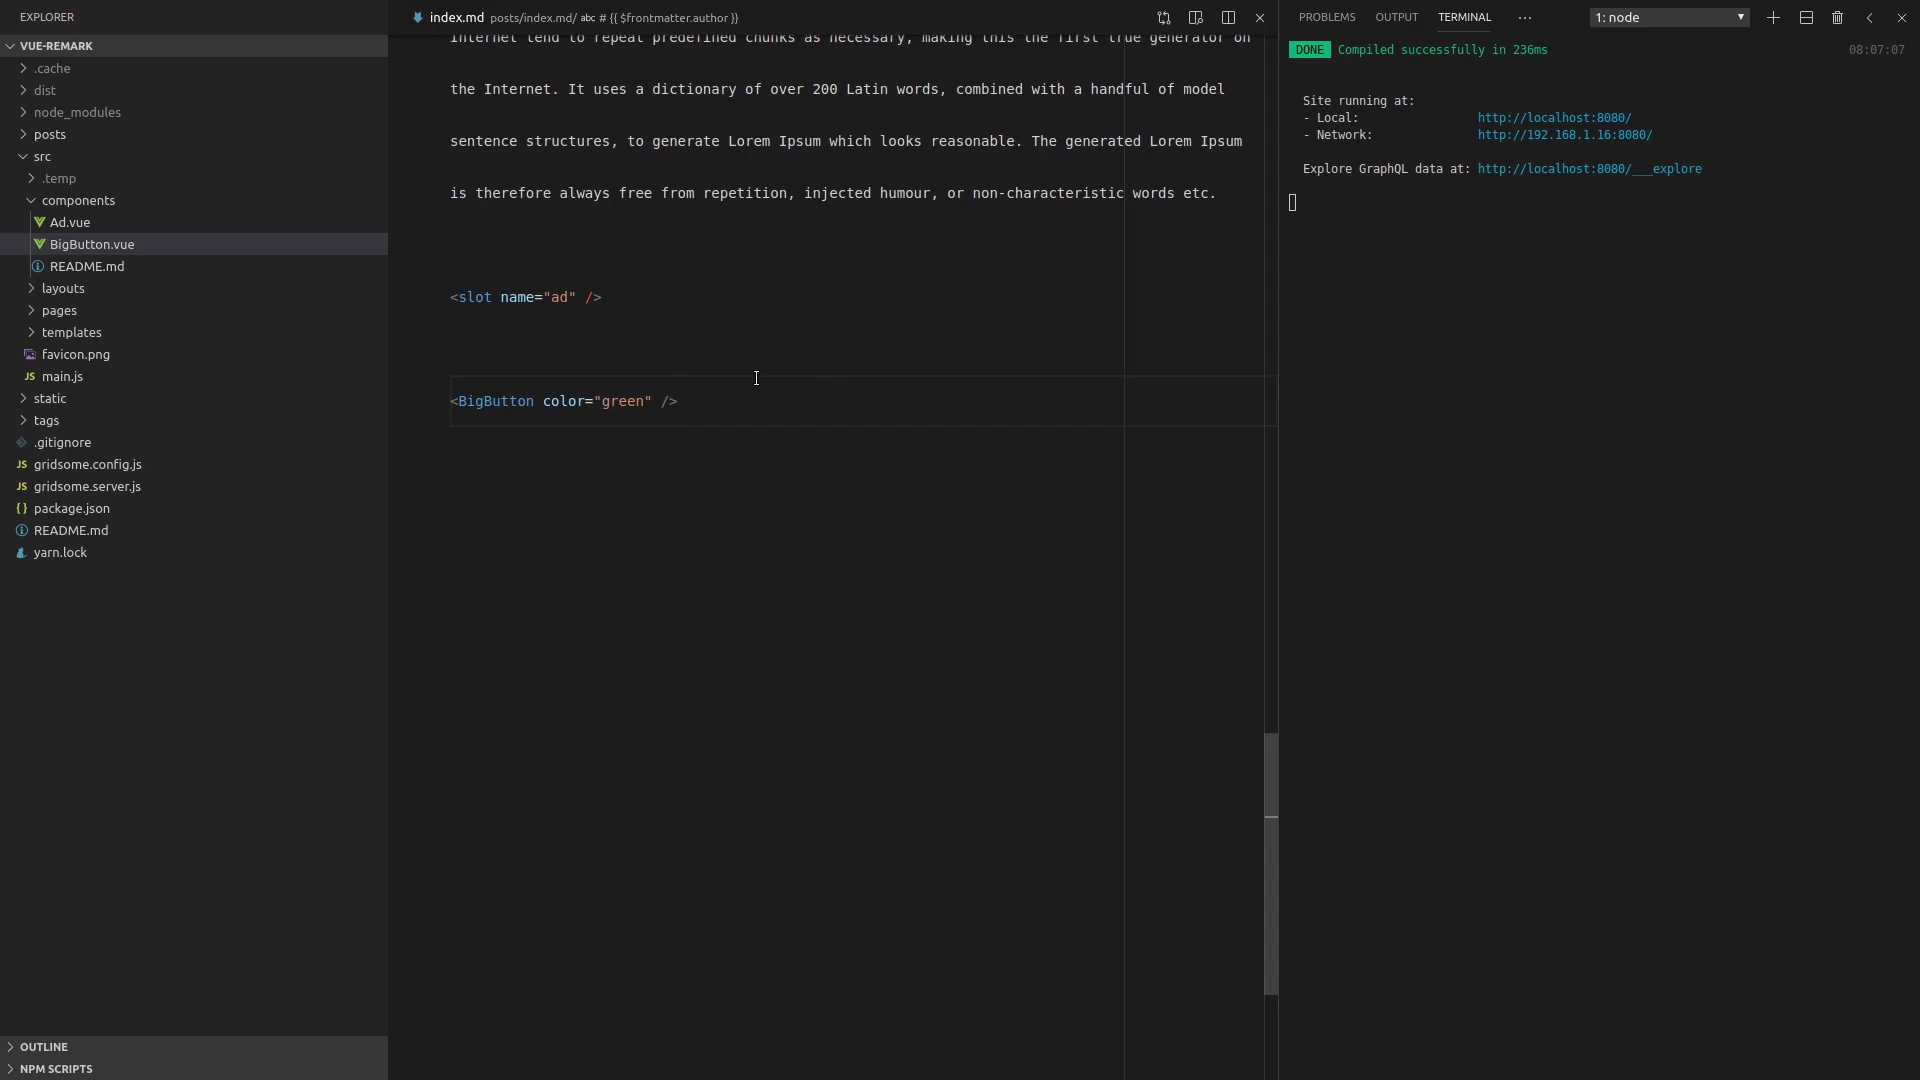 EXPLORER
VUE-REMARK
.cache
dist
node_modules
posts
src
.temp
components
Ad.vue
BigButton.vue
README.md
layouts
pages
templates
favicon.png
JS main.js
static
tags
.gitignore
JS gridsome.config.js
JS gridsome.server.js
{ } package.json
README.md
yarn.lock
OUTLINE
NPM SCRIPTS
index.md posts/index.md/ abc # {{ $frontmatter.author }}
Internet tend to repeat predefined chunks as necessary, making this the first true generator on
the Internet. It uses a dictionary of over 200 Latin words, combined with a handful of model
sentence structures, to generate Lorem Ipsum which looks reasonable. The generated Lorem Ipsum
is therefore always free from repetition, injected humour, or non-characteristic words etc.
<slot name="ad" />
<BigButton color="green" />
PROBLEMS OUTPUT TERMINAL ··· 1: node
DONE Compiled successfully in 236ms 08:07:07
Site running at:
- Local: http://localhost:8080/
- Network: http://192.168.1.16:8080/
Explore GraphQL data at: http://localhost:8080/___explore